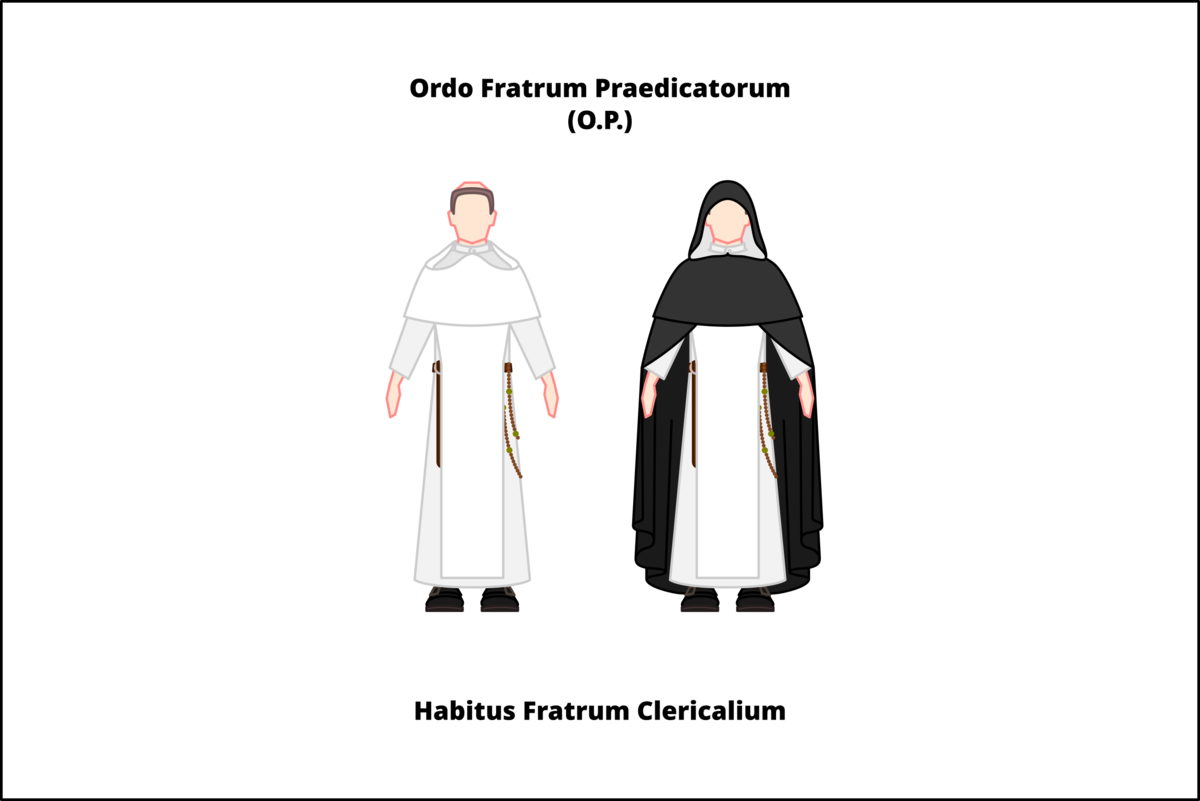 Ordo Fratrum Praedicatorum
(O.P.)
Habitus Fratrum Clericalium